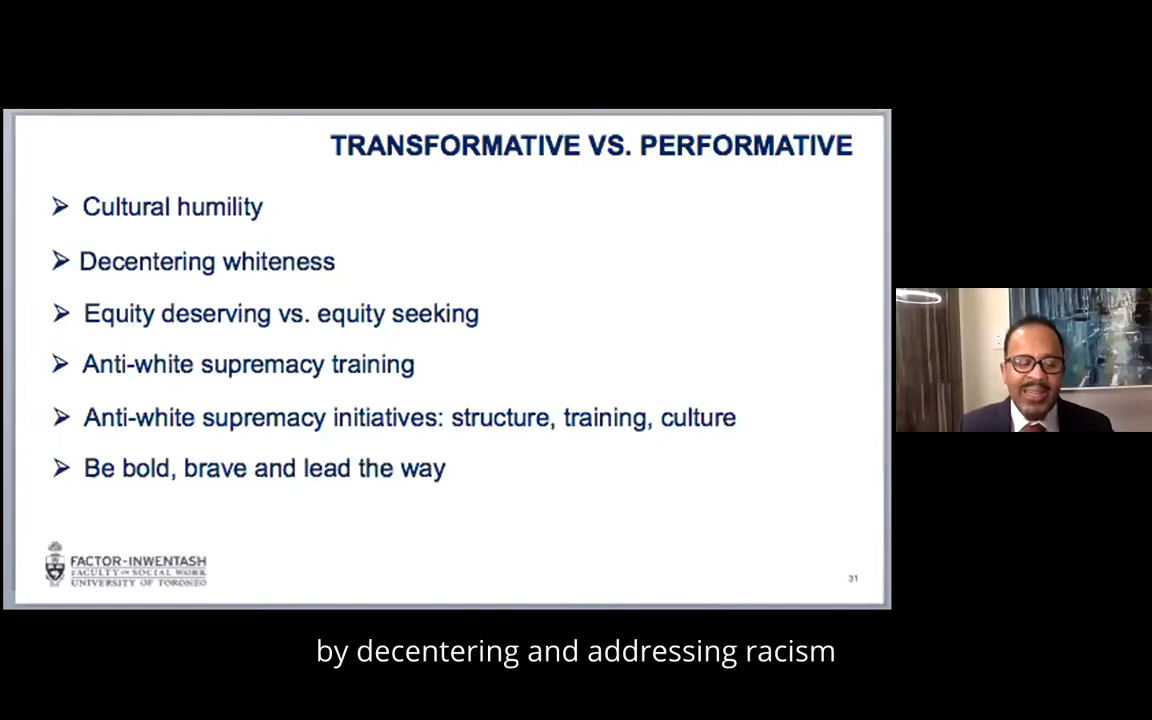 TRANSFORMATIVE VS. PERFORMATIVE
➢ Cultural humility
➢ Decentering whiteness
➢ Equity deserving vs. equity seeking
➢ Anti-white supremacy training
➢ Anti-white supremacy initiatives: structure, training, culture
➢ Be bold, brave and lead the way
FACTOR-INWENTASH
FACULTY OF SOCIAL WORK
UNIVERSITY OF TORONTO
31
by decentering and addressing racism